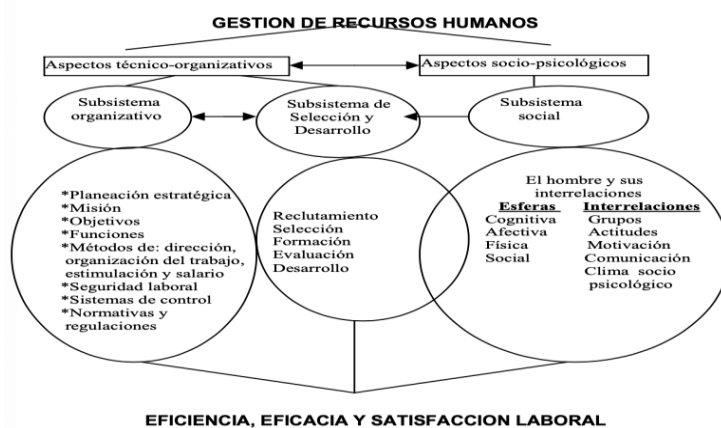 GESTION DE RECURSOS HUMANOS
Aspectos técnico-organizativos
Aspectos socio-psicológicos
Subsistema
organizativo
Subsistema de
Selección y
Desarrollo
Subsistema
social
*Planeación estratégica
*Misión
*Objetivos
*Funciones
*Métodos de: dirección,
organización del trabajo,
estimulación y salario
*Seguridad laboral
*Sistemas de control
*Normativas y
regulaciones
Reclutamiento
Selección
Formación
Evaluación
Desarrollo
El hombre y sus
interrelaciones
Esferas
Cognitiva
Afectiva
Física
Social
Interrelaciones
Grupos
Actitudes
Motivación
Comunicación
Clima socio
psicológico
EFICIENCIA, EFICACIA Y SATISFACCION LABORAL